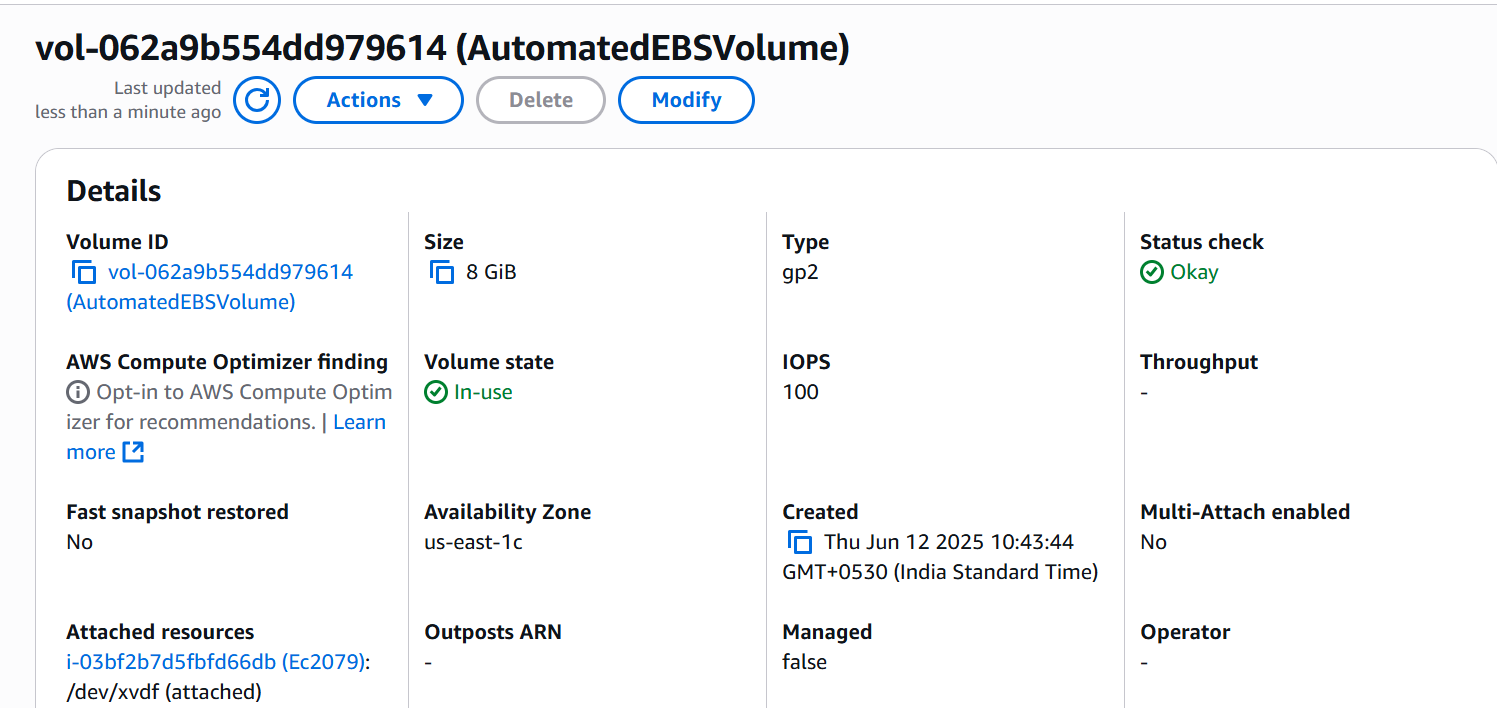 vol-062a9b554dd979614 (AutomatedEBSVolume)
Last updated
less than a minute ago
Actions
Delete
Modify
Details
Volume ID
vol-062a9b554dd979614
(AutomatedEBSVolume)
Size
8 GiB
Type
gp2
Status check
Okay
AWS Compute Optimizer finding
Opt-in to AWS Compute Optim
izer for recommendations. | Learn
more
Volume state
In-use
IOPS
100
Throughput
-
Fast snapshot restored
No
Availability Zone
us-east-1c
Created
Thu Jun 12 2025 10:43:44
GMT+0530 (India Standard Time)
Multi-Attach enabled
No
Attached resources
i-03bf2b7d5fbfd66db (Ec2079):
/dev/xvdf (attached)
Outposts ARN
-
Managed
false
Operator
-